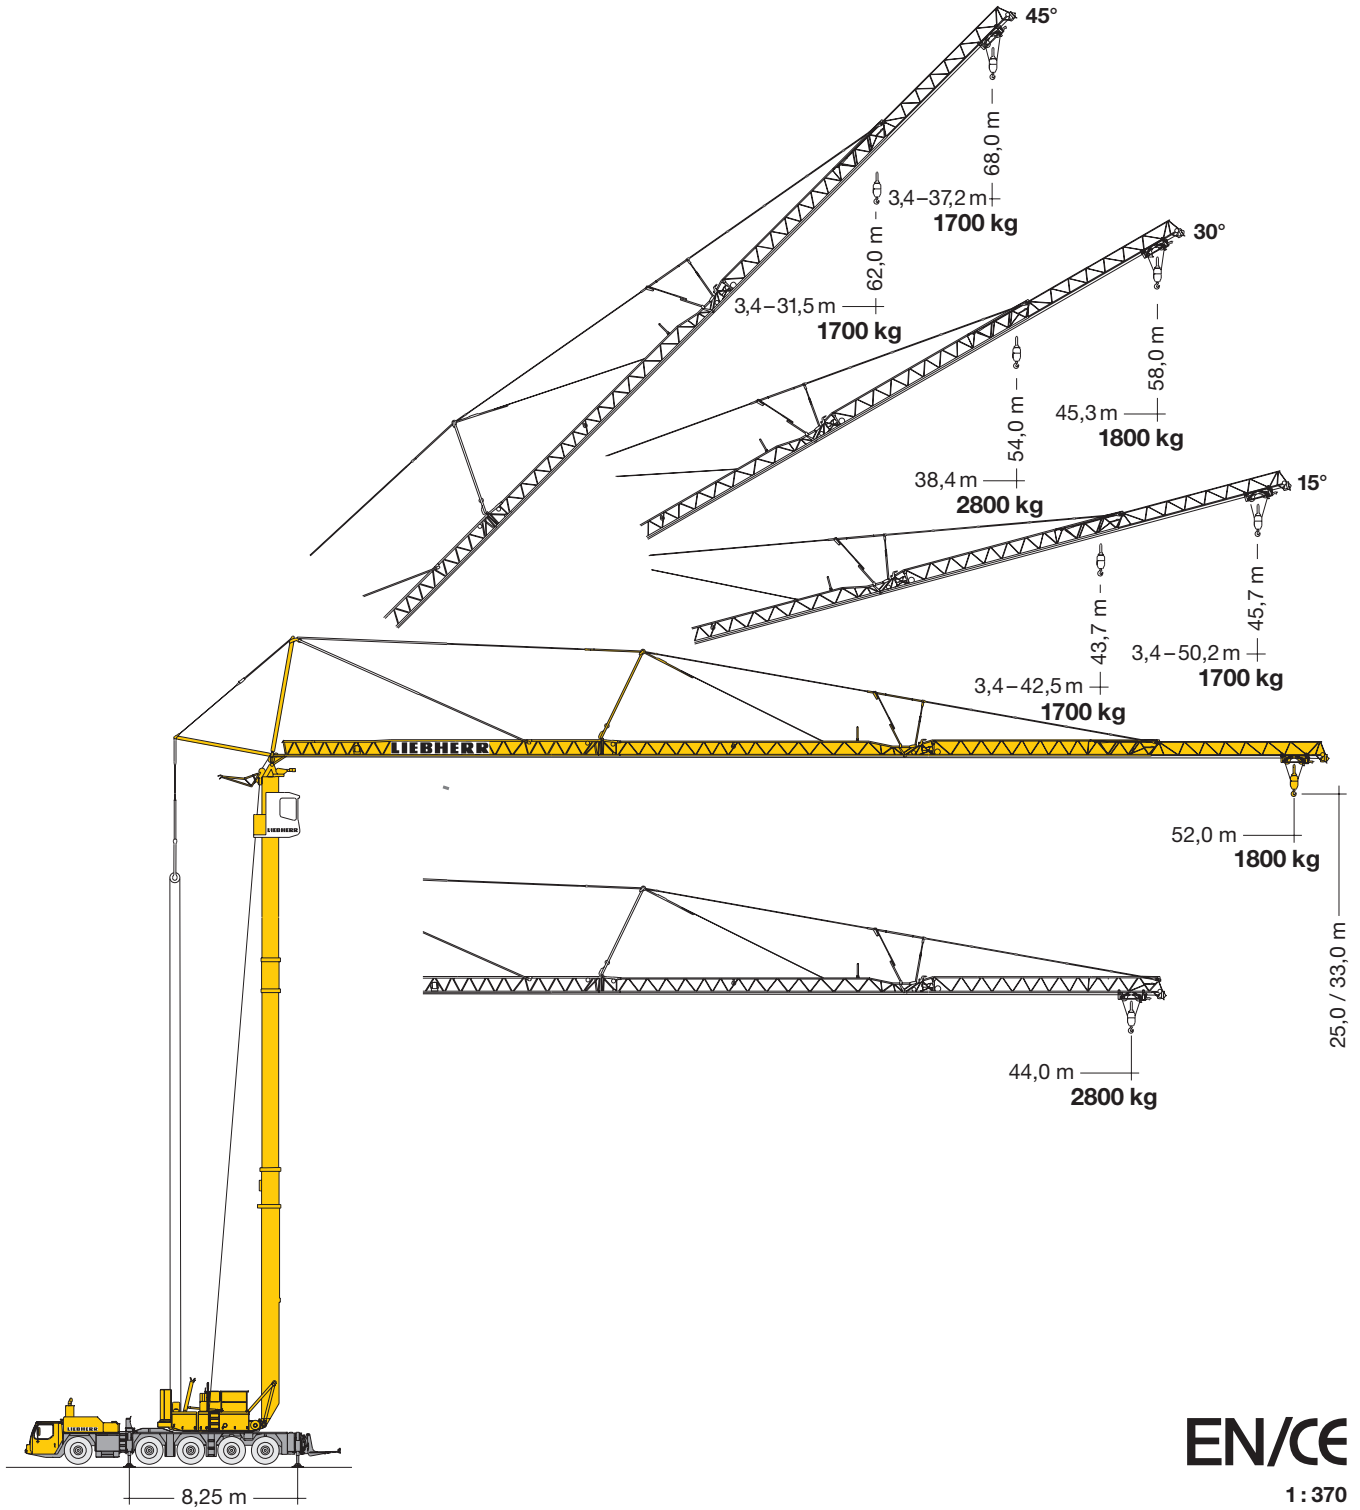 45°
68,0 m
3,4–37,2 m
1700 kg
62,0 m
3,4–31,5 m
1700 kg
30°
58,0 m
45,3 m
1800 kg
54,0 m
38,4 m
2800 kg
15°
45,7 m
3,4–50,2 m
1700 kg
43,7 m
3,4–42,5 m
1700 kg
LIEBHERR
LIEBHERR
52,0 m
1800 kg
25,0 / 33,0 m
44,0 m
2800 kg
LIEBHERR
8,25 m
EN/CE
1:370